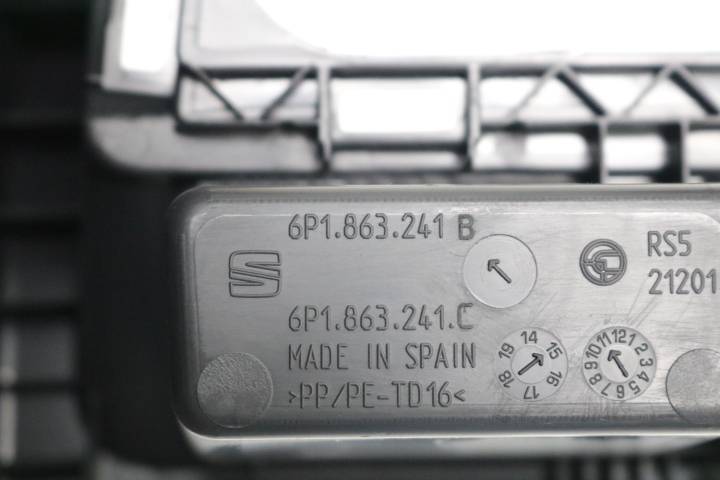 6P1.863.241 B
RS5
21201
6P1.863.241.C
MADE IN SPAIN
>PP/PE-TD16<
14 15 16 17 18 19
1 2 3 4 5 6 7 8 9 10 11 12